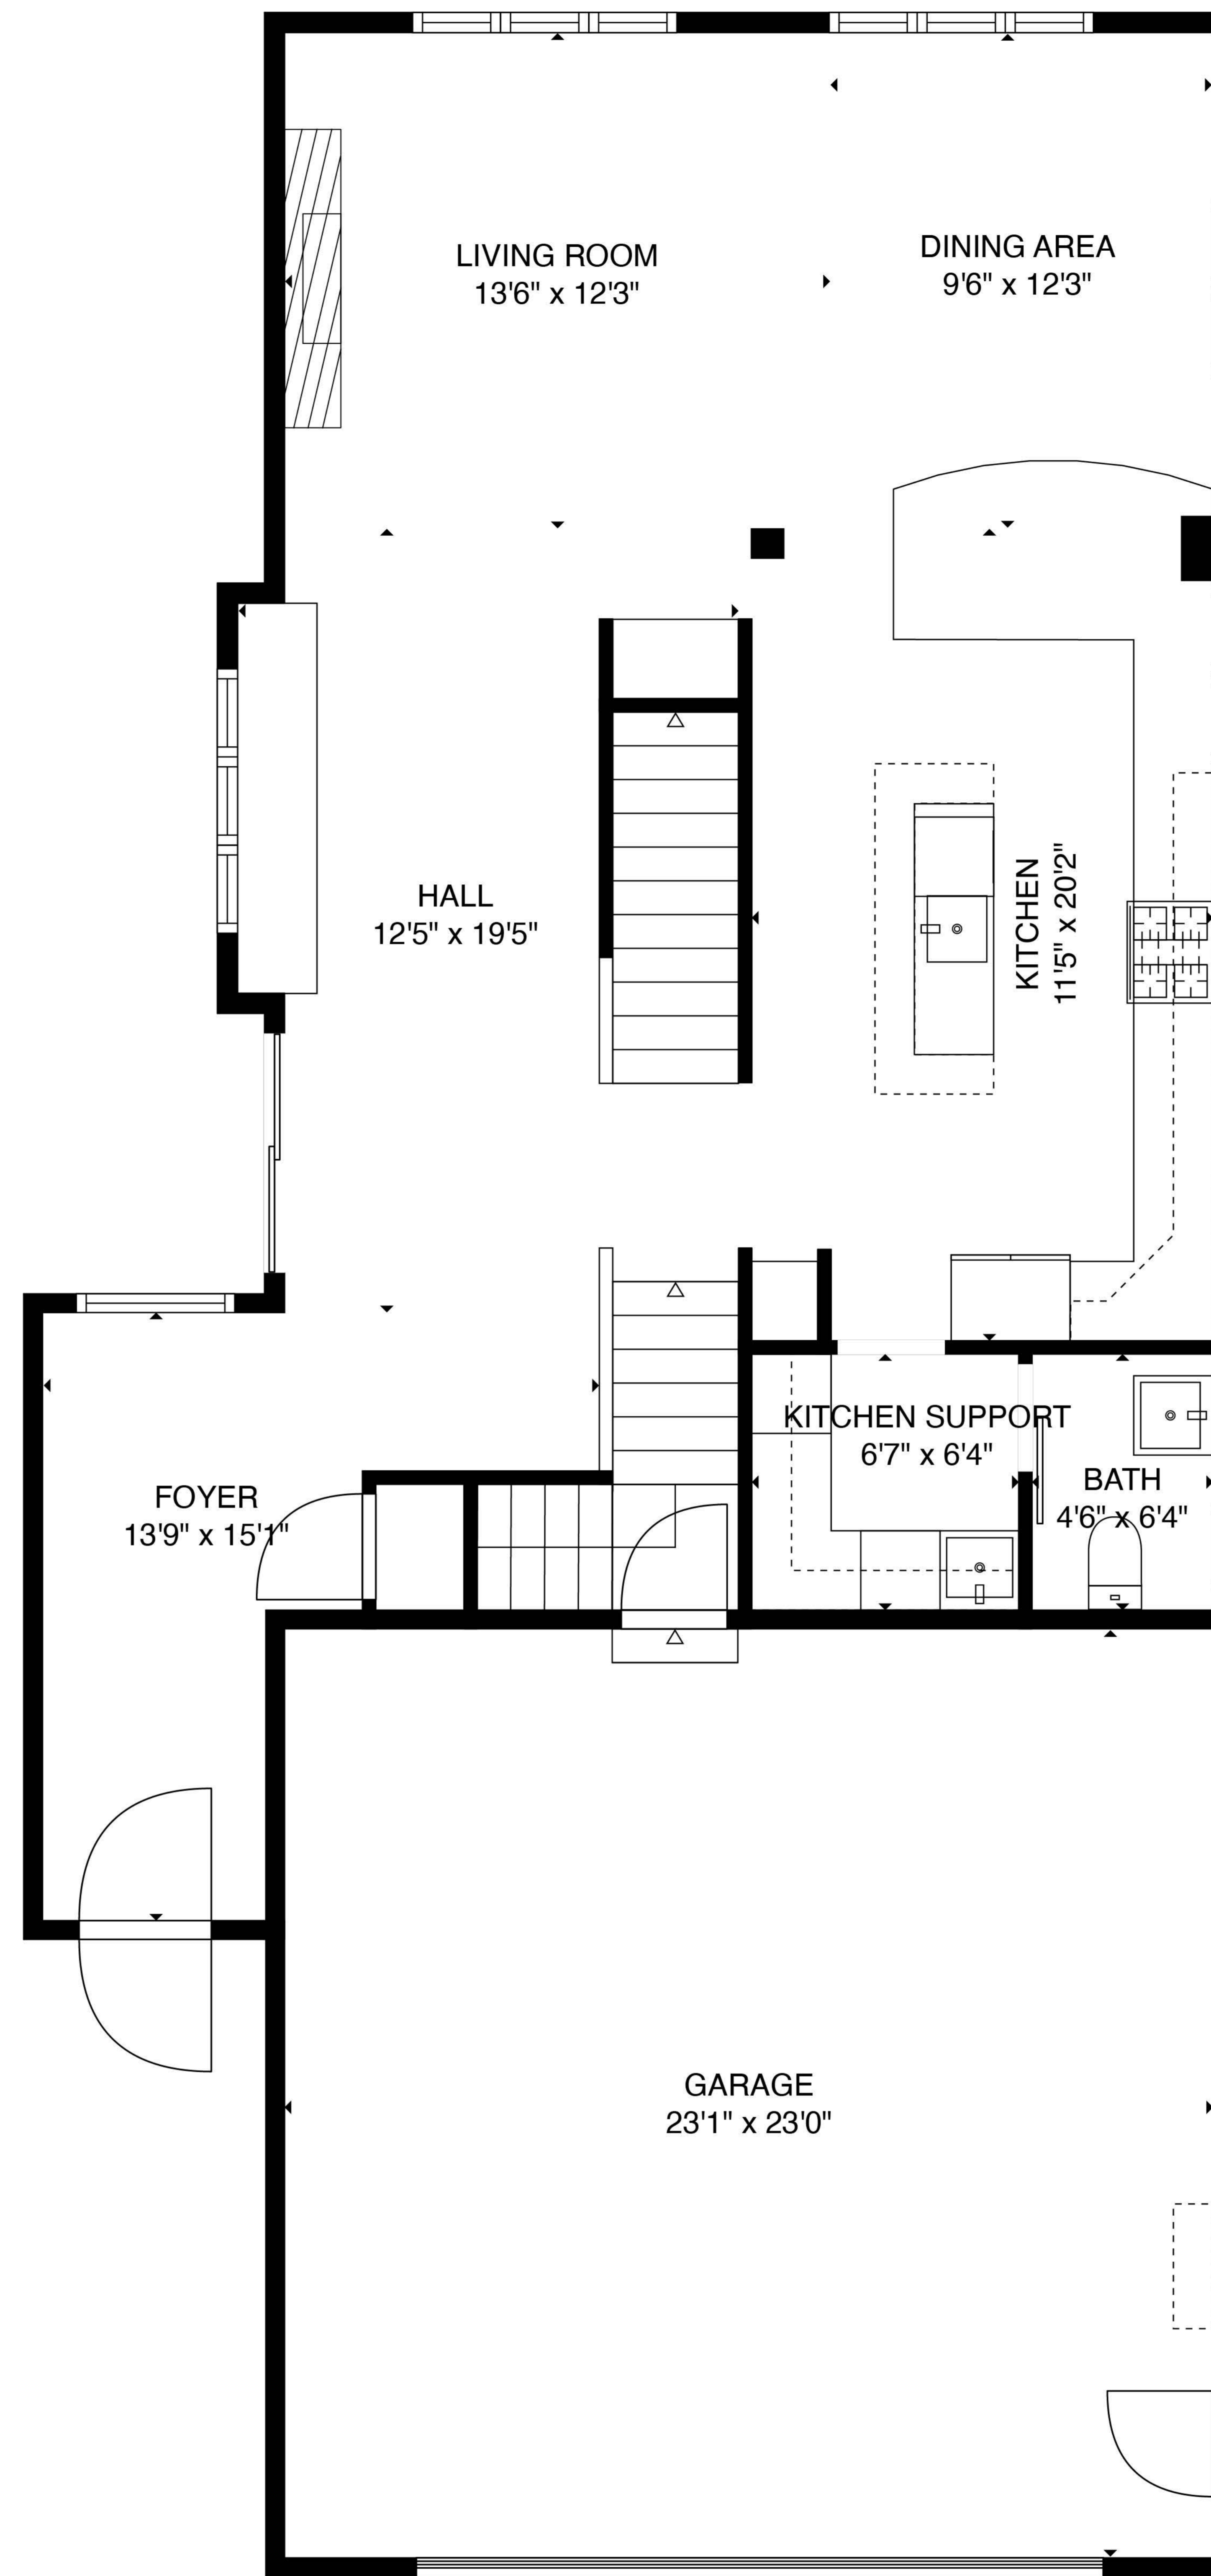 LIVING ROOM
13'6" x 12'3"
DINING AREA
9'6" x 12'3"
HALL
12'5" x 19'5"
KITCHEN
11'5" x 20'2"
KITCHEN SUPPORT
6'7" x 6'4"
BATH
4'6" x 6'4"
FOYER
13'9" x 15'1"
GARAGE
23'1" x 23'0"